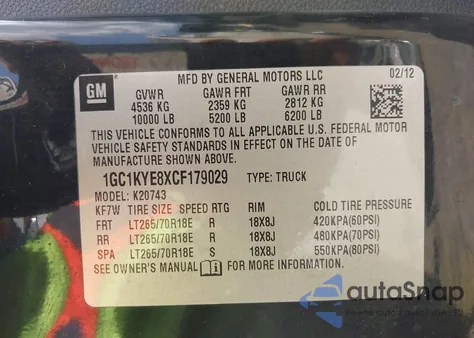 MFD BY GENERAL MOTORS LLC 02/12
GM
GVWR GAWR FRT GAWR RR
4536 KG 2359 KG 2812 KG
10000 LB 5200 LB 6200 LB
THIS VEHICLE CONFORMS TO ALL APPLICABLE U.S. FEDERAL MOTOR
VEHICLE SAFETY STANDARDS IN EFFECT ON THE DATE OF
MANUFACTURE SHOWN ABOVE.
1GC1KYE8XCF179029 TYPE: TRUCK
MODEL: K20743
KF7W TIRE SIZE SPEED RTG RIM COLD TIRE PRESSURE
FRT LT265/70R18E R 18X8J 420KPA(60PSI)
RR LT265/70R18E R 18X8J 480KPA(70PSI)
SPA LT265/70R18E S 18X8J 550KPA(80PSI)
SEE OWNER'S MANUAL FOR MORE INFORMATION.
autoSnap